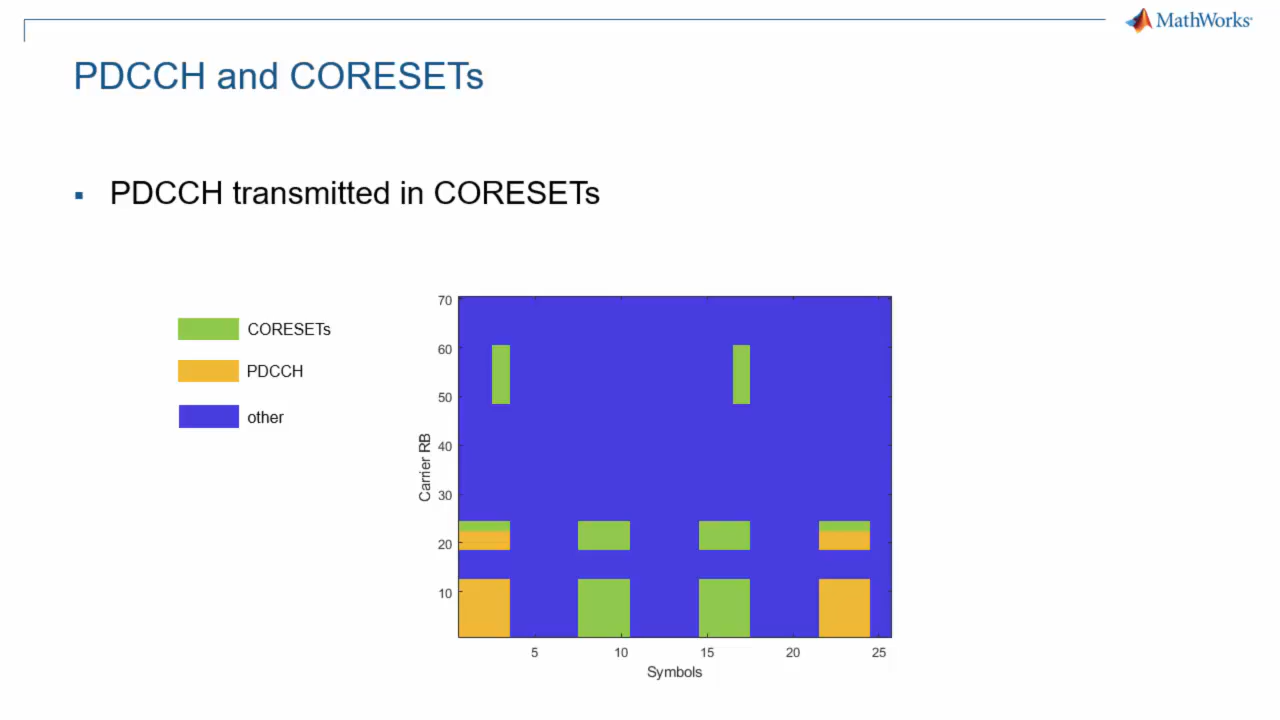 MathWorks
PDCCH and CORESETs
▪ PDCCH transmitted in CORESETs
CORESETs
PDCCH
other
70
60
50
40
30
20
10
Carrier RB
5 10 15 20 25
Symbols